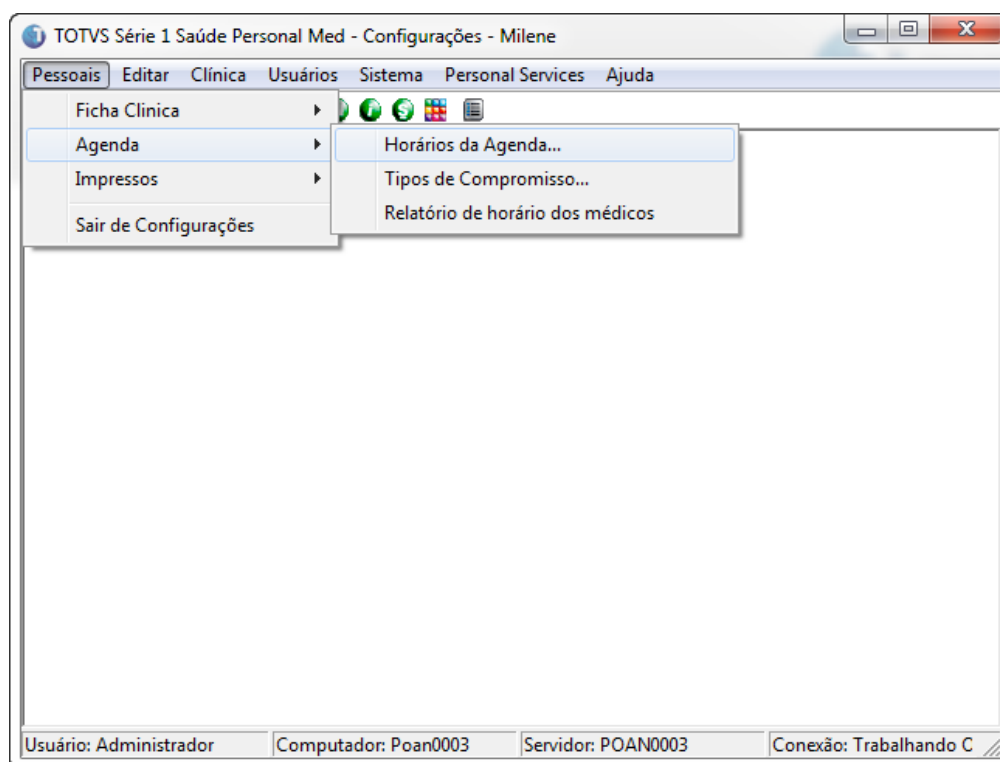 TOTVS Série 1 Saúde Personal Med - Configurações - Milene
Pessoais Editar Clínica Usuários Sistema Personal Services Ajuda
Ficha Clinica
Agenda
Impressos
Sair de Configurações
Horários da Agenda...
Tipos de Compromisso...
Relatório de horário dos médicos
Usuário: Administrador Computador: Poan0003 Servidor: POAN0003 Conexão: Trabalhando C